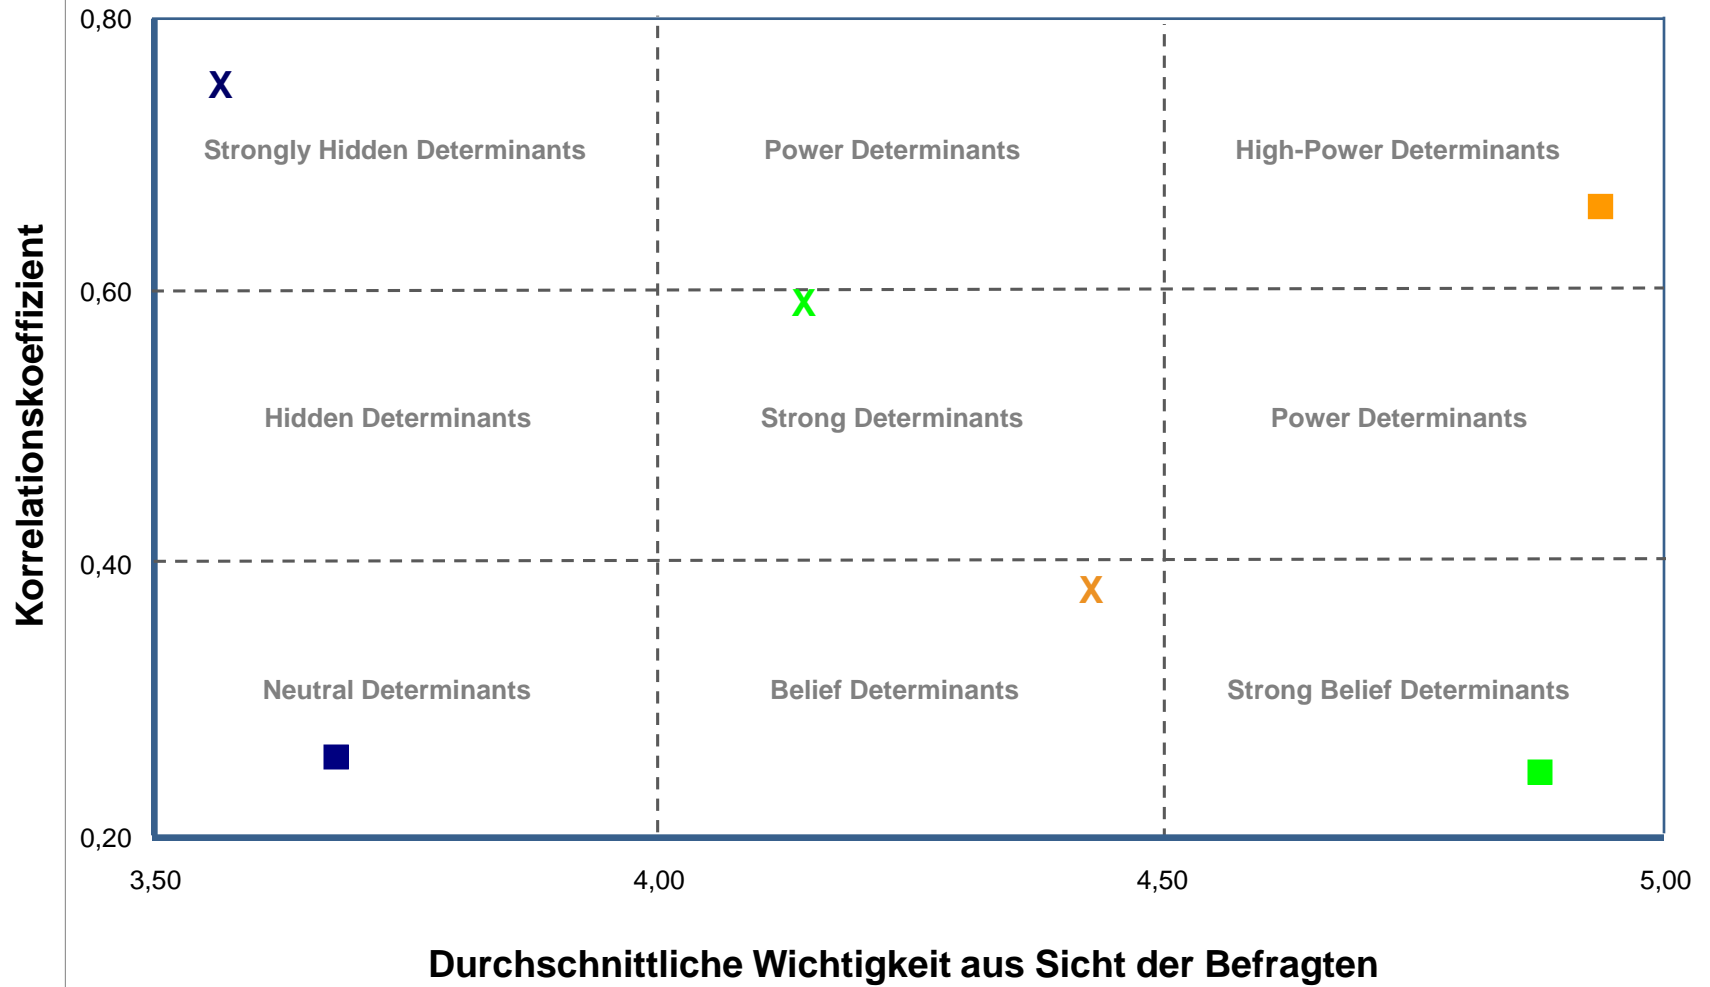 0,80
X
Strongly Hidden Determinants
Power Determinants
High-Power Determinants
0,60
X
Hidden Determinants
Strong Determinants
Power Determinants
0,40
X
Neutral Determinants
Belief Determinants
Strong Belief Determinants
0,20
3,50
4,00
4,50
5,00
Korrelationskoeffizient
Durchschnittliche Wichtigkeit aus Sicht der Befragten